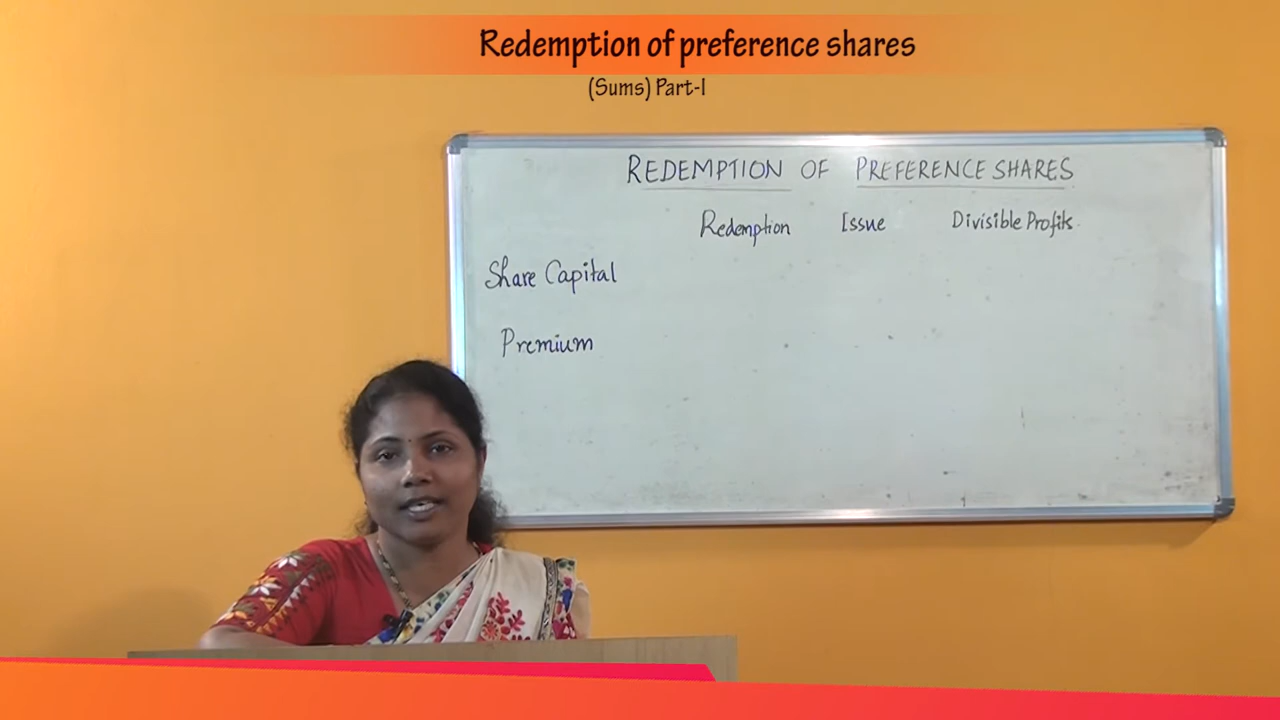 Redemption of preference shares
(Sums) Part-I
REDEMPTION OF PREFERENCE SHARES
Redemption Issue Divisible Profits.
Share Capital
Premium